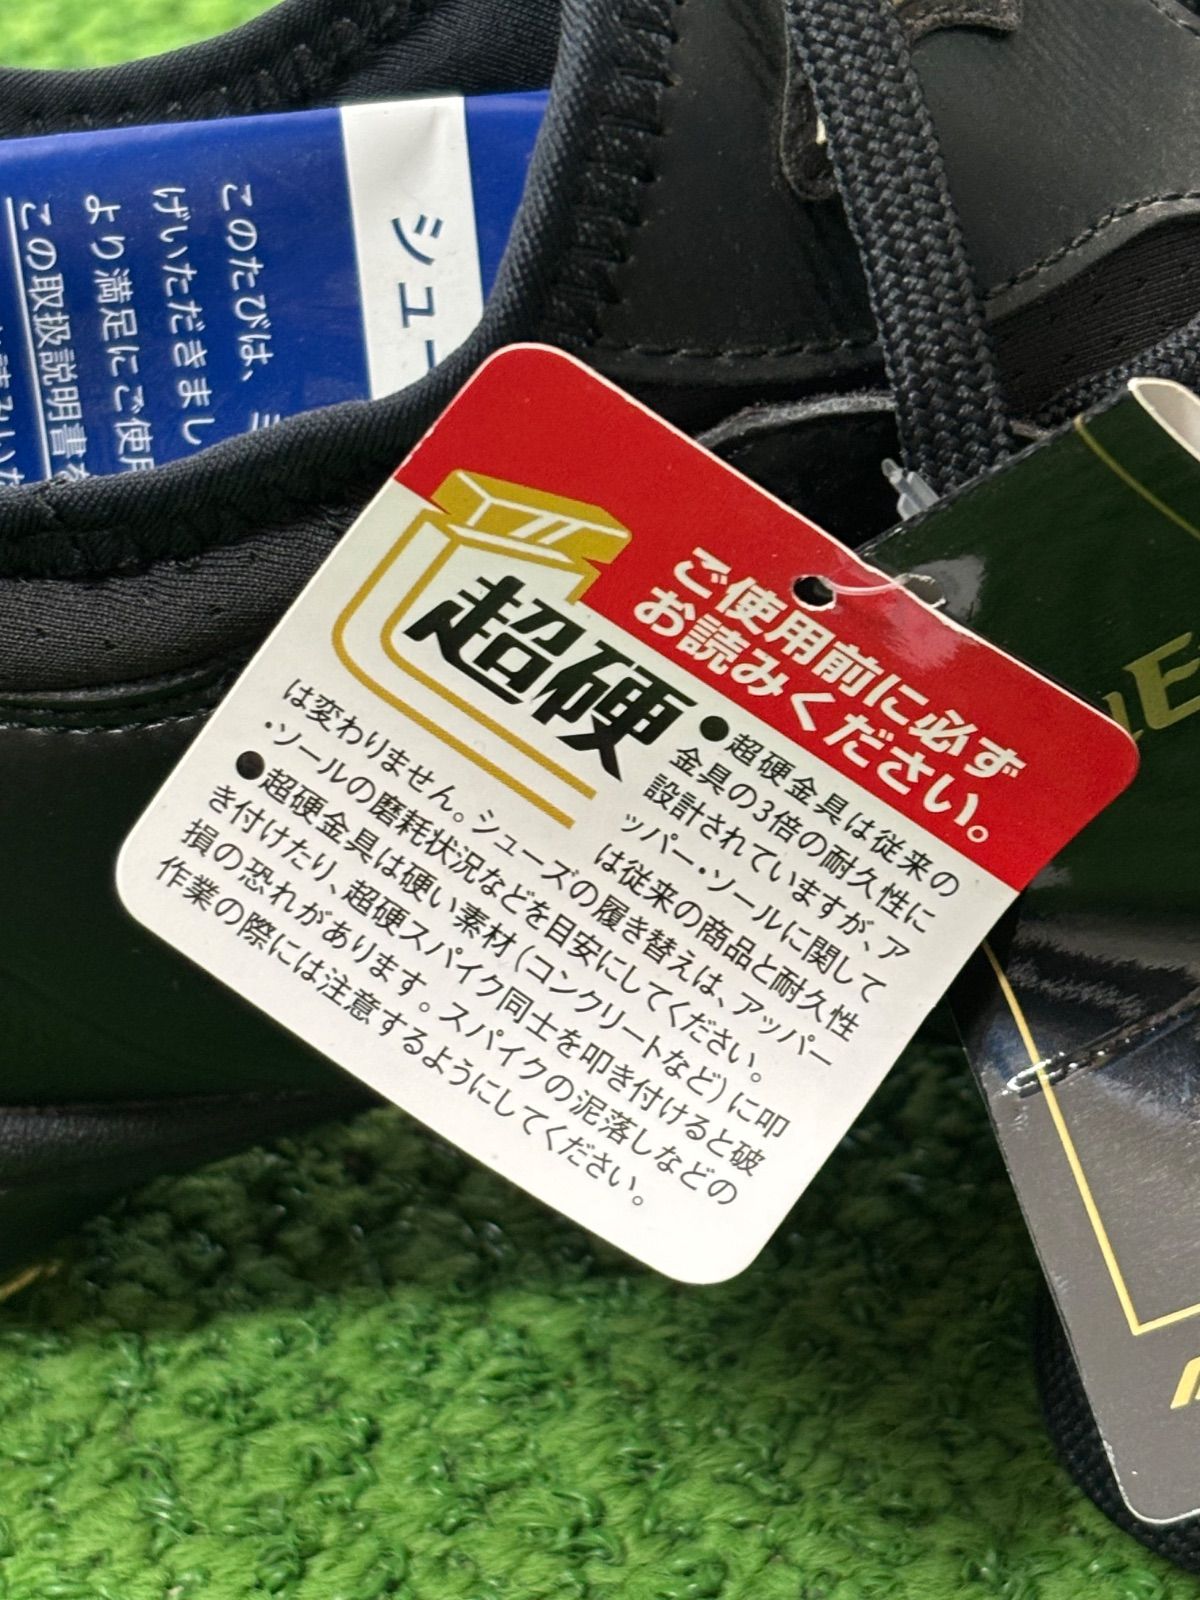 シュー
このたびは、ミ
げいただきまし
より満足にご使用
この取扱説明書を
ご使用前に必ず
お読みください。
超硬
●超硬金具は従来の
金具の3倍の耐久性に
設計されていますが、ア
ッパー・ソールに関して
は従来の商品と耐久性
は変わりません。シューズの履き替えは、アッパー
・ソールの磨耗状況などを目安にしてください。
●超硬金具は硬い素材(コンクリートなど)に叩
き付けたり、超硬スパイク同士を叩き付けると破
損の恐れがあります。スパイクの泥落しなどの
作業の際には注意するようにしてください。